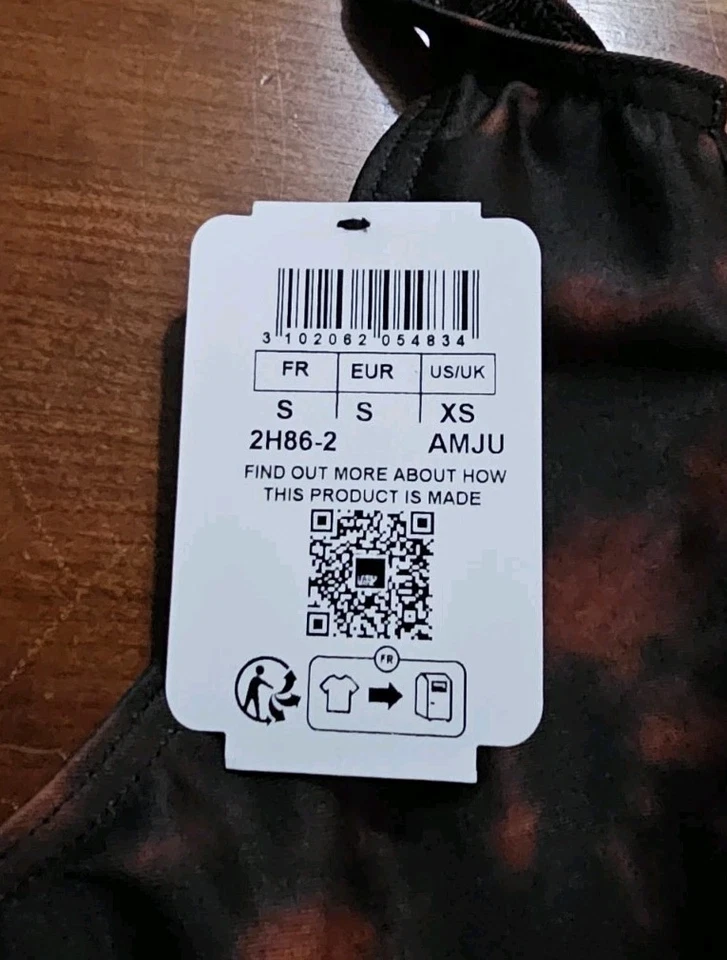 3 102062 054834
FR EUR US/UK
S S XS
2H86-2 AMJU
FIND OUT MORE ABOUT HOW
THIS PRODUCT IS MADE
FR